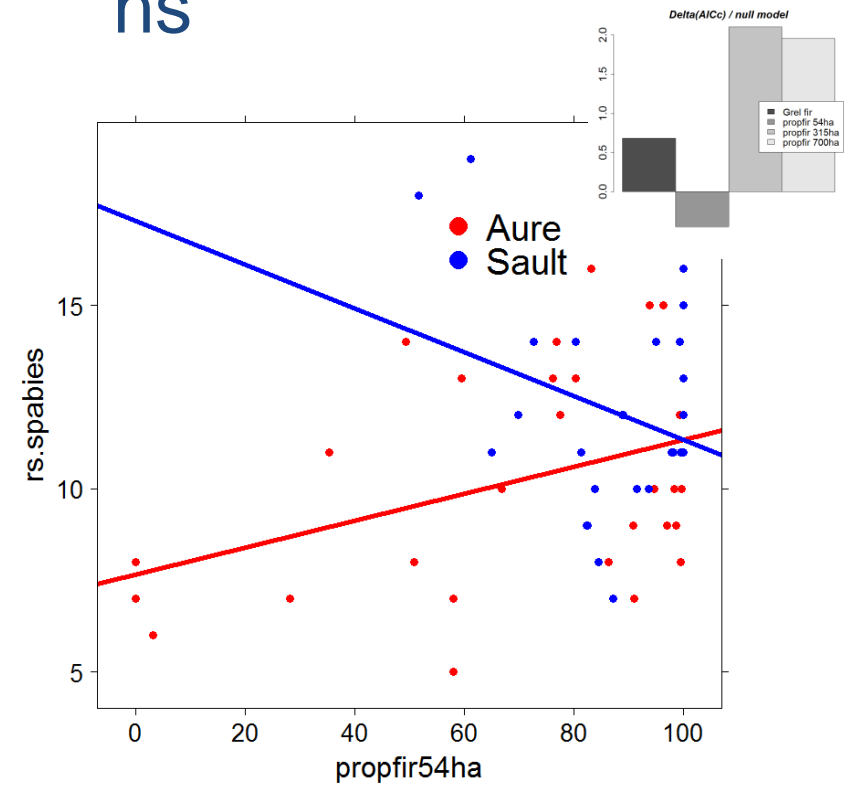 ns
Delta(AICc) / null model
2.0
1.5
1.0
0.5
0.0
Grel fir
propfir 54ha
propfir 315ha
propfir 700ha
Aure
Sault
15
10
5
rs.spabies
0 20 40 60 80 100
propfir54ha